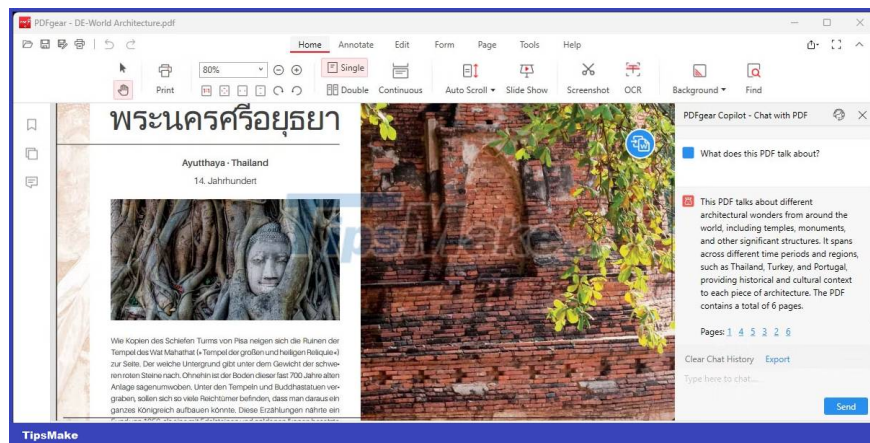 PDFgear - DE-World Architecture.pdf
Home Annotate Edit Form Page Tools Help
80% Single
Print Double Continuous Auto Scroll Slide Show Screenshot OCR Background Find
พระนครศรีอยุธยา
Ayutthaya · Thailand
14. Jahrhundert
Wie Kopien des Schiefen Turms von Pisa neigen sich die Ruinen der
Tempel des Wat Mahathat (»Tempel der großen und heiligen Reliquie«)
zur Seite. Der weiche Untergrund gibt unter dem Gewicht der schwe-
ren roten Steine nach. Ohnehin ist der Boden dieser fast 700 Jahre alten
Anlage sagenumwoben. Unter den Tempeln und Buddhastatuen ver-
graben, sollen sich so viele Reichtümer befinden, dass man daraus ein
ganzes Königreich aufbauen könnte. Diese Erzählungen nährte ein
TipsMake
PDFgear Copilot - Chat with PDF
What does this PDF talk about?
This PDF talks about different
architectural wonders from around the
world, including temples, monuments,
and other significant structures. It spans
across different time periods and regions,
such as Thailand, Turkey, and Portugal,
providing historical and cultural context
to each piece of architecture. The PDF
contains a total of 6 pages.
Pages: 1 4 5 3 2 6
Clear Chat History Export
Type here to chat...
Send
TipsMake